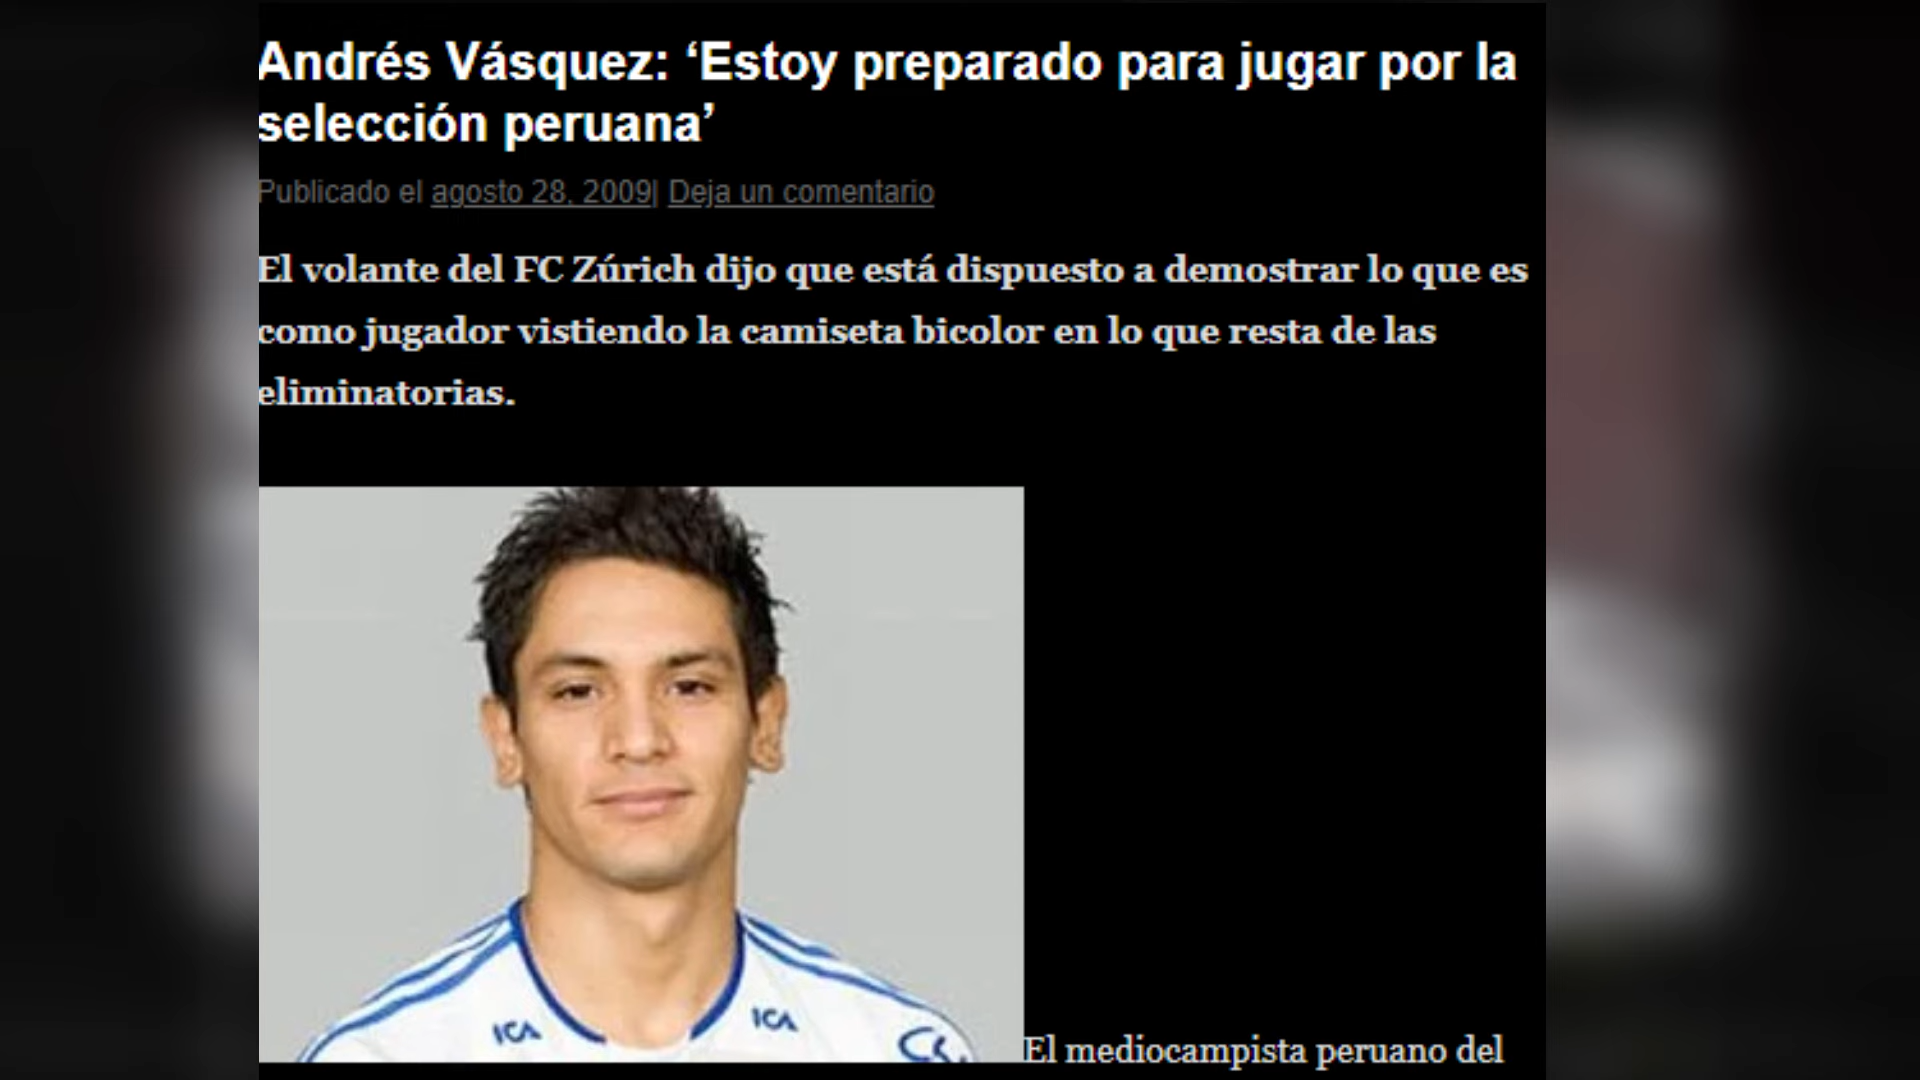 Andrés Vásquez: ‘Estoy preparado para jugar por la
selección peruana’
Publicado el agosto 28, 2009| Deja un comentario
El volante del FC Zúrich dijo que está dispuesto a demostrar lo que es
como jugador vistiendo la camiseta bicolor en lo que resta de las
eliminatorias.
ICA
ICA
El mediocampista peruano del